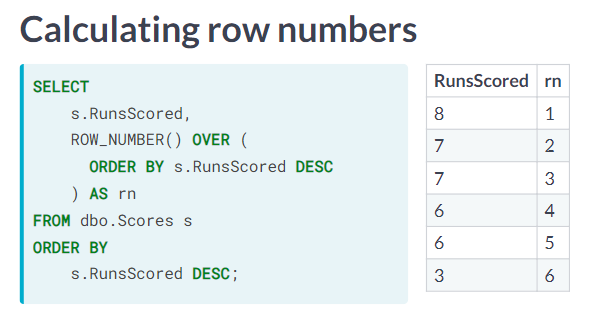 Calculating row numbers
SELECT
s.RunsScored,
ROW_NUMBER() OVER (
ORDER BY s.RunsScored DESC
) AS rn
FROM dbo.Scores s
ORDER BY
s.RunsScored DESC;
RunsScored rn
8 1
7 2
7 3
6 4
6 5
3 6